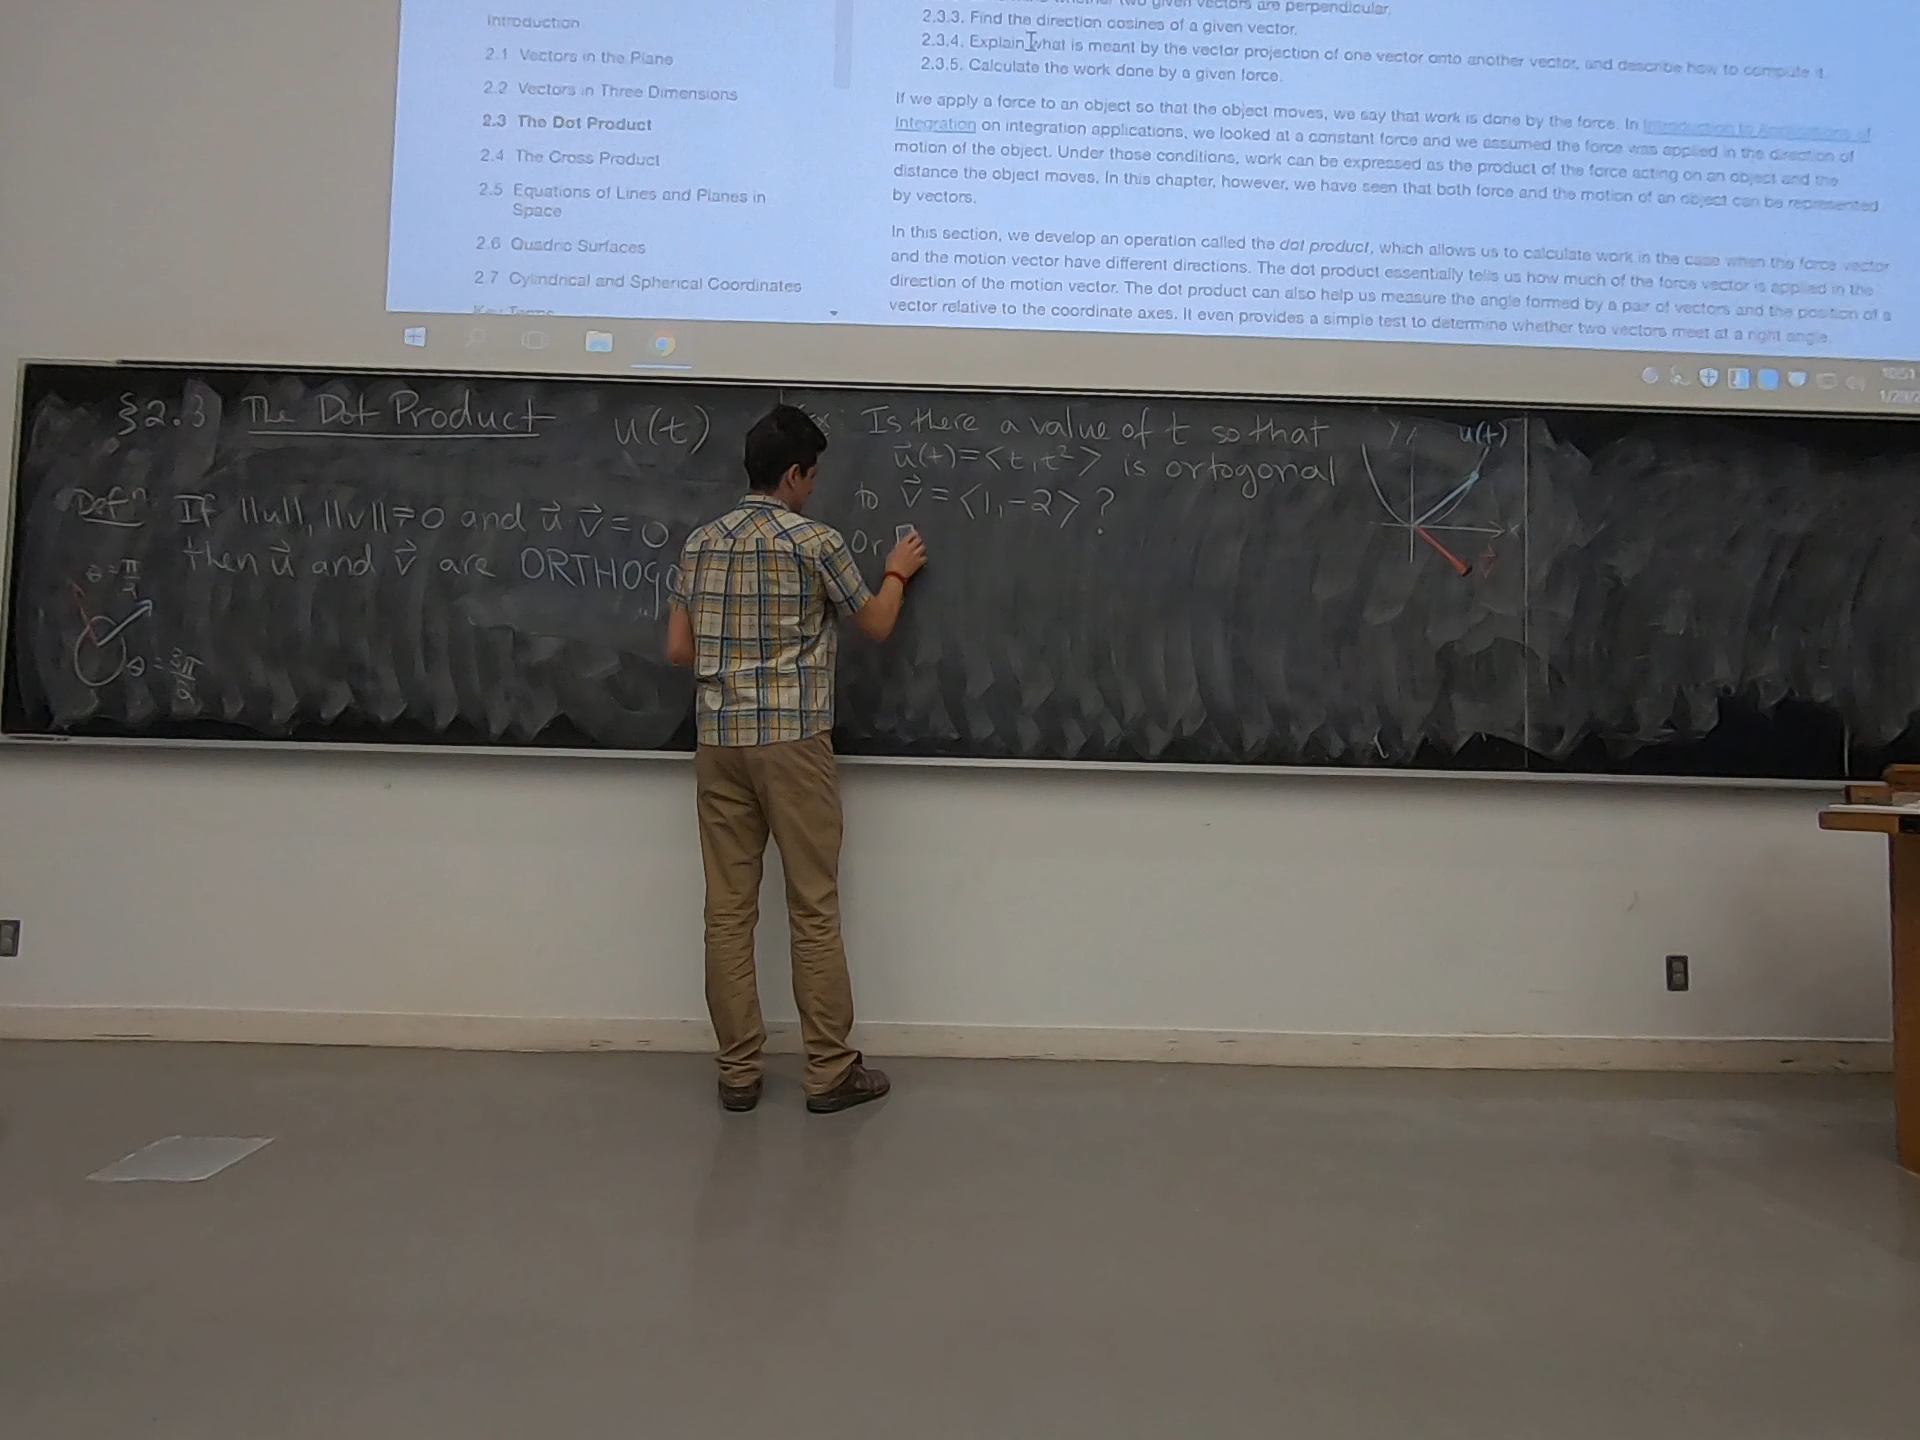 Introduction
2.1 Vectors in the Plane
2.2 Vectors in Three Dimensions
2.3 The Dot Product
2.4 The Cross Product
2.5 Equations of Lines and Planes in
Space
2.6 Quadric Surfaces
2.7 Cylindrical and Spherical Coordinates
Key Terms
two given vectors are perpendicular.
2.3.3. Find the direction cosines of a given vector.
2.3.4. Explain what is meant by the vector projection of one vector onto another vector, and describe how to compute it.
2.3.5. Calculate the work done by a given force.
If we apply a force to an object so that the object moves, we say that work is done by the force. In Introduction to Applications of
Integration on integration applications, we looked at a constant force and we assumed the force was applied in the direction of
motion of the object. Under those conditions, work can be expressed as the product of the force acting on an object and the
distance the object moves. In this chapter, however, we have seen that both force and the motion of an object can be represented
by vectors.
In this section, we develop an operation called the dot product, which allows us to calculate work in the case when the force vector
and the motion vector have different directions. The dot product essentially tells us how much of the force vector is applied in the
direction of the motion vector. The dot product can also help us measure the angle formed by a pair of vectors and the position of a
vector relative to the coordinate axes. It even provides a simple test to determine whether two vectors meet at a right angle.
10:51
§2.3 The Dot Product
u(t)
Defⁿ If ||u||, ||v|| ≠ 0 and u⃗·v⃗ = 0
then u⃗ and v⃗ are ORTHOGO
θ = π/2
θ = 3π/2
Is there a value of t so that
u⃗(t) = <t, t²> is ortogonal
to v⃗ = <1, -2> ?
Or
y
u(t)
x
v⃗